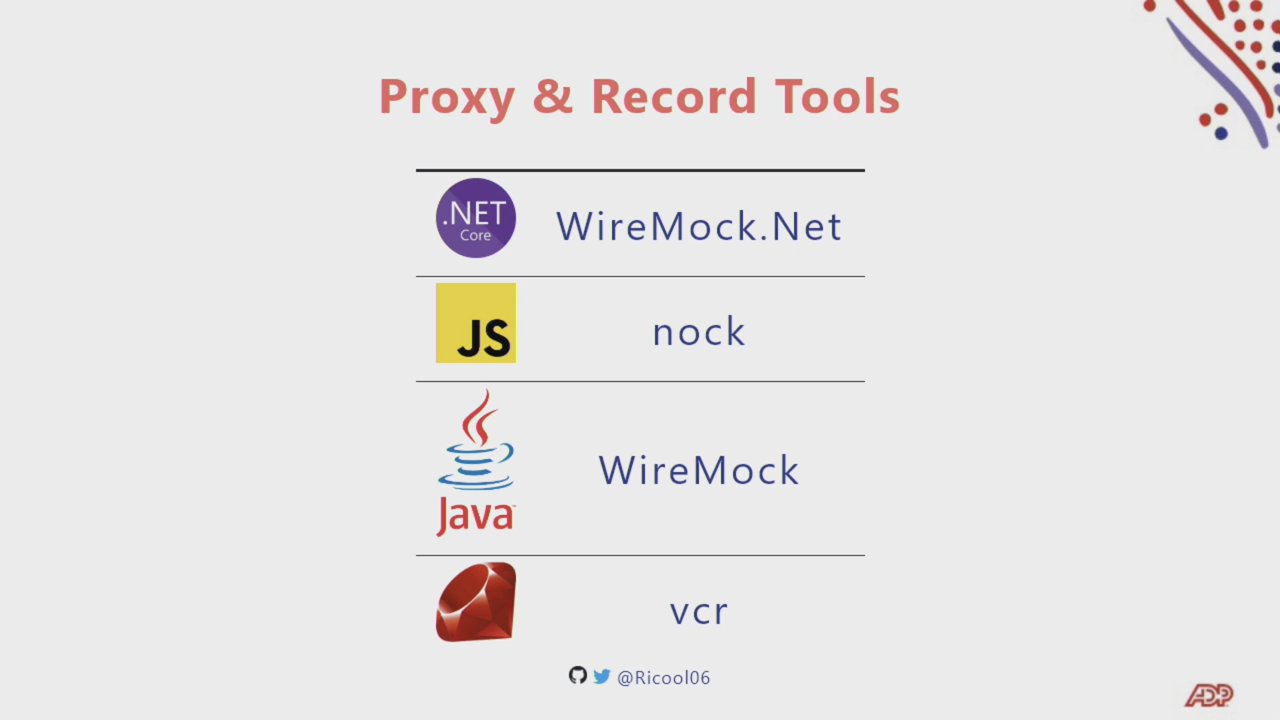 Proxy & Record Tools
.NET
Core
WireMock.Net
JS
nock
Java
WireMock
vcr
@Ricool06
ADP